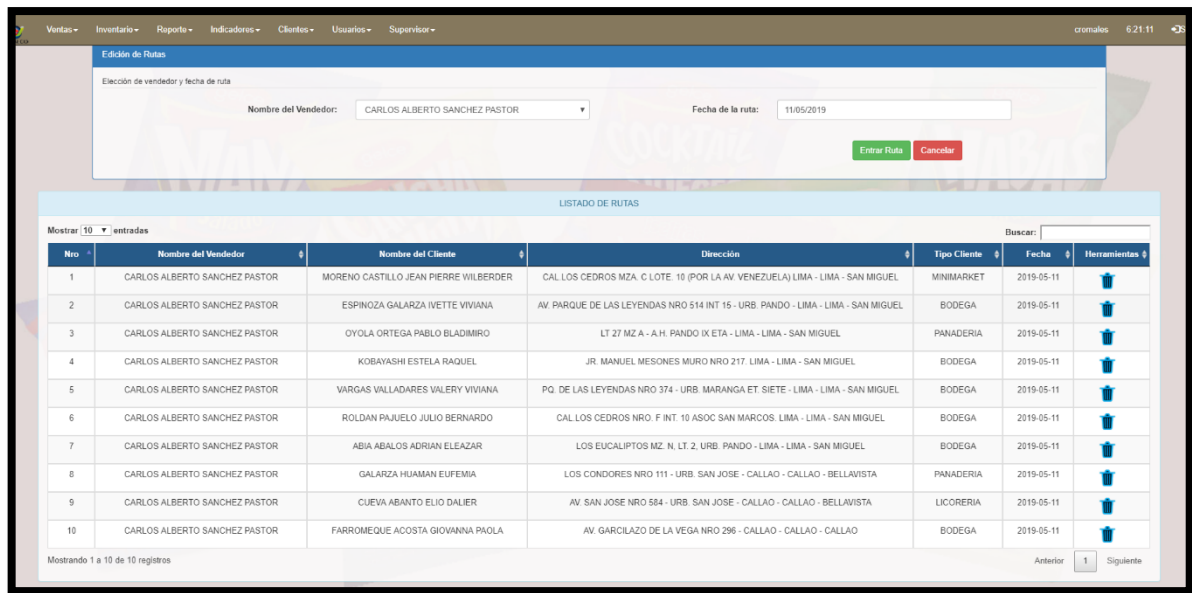 Ventas Inventario Reporte Indicadores Clientes Usuarios Supervisor cromales 6:21:11
Edición de Rutas
Elección de vendedor y fecha de ruta
Nombre del Vendedor: CARLOS ALBERTO SANCHEZ PASTOR Fecha de la ruta: 11/05/2019
Entrar Ruta Cancelar
LISTADO DE RUTAS
Mostrar 10 entradas Buscar:
Nro Nombre del Vendedor Nombre del Cliente Dirección Tipo Cliente Fecha Herramientas
1 CARLOS ALBERTO SANCHEZ PASTOR MORENO CASTILLO JEAN PIERRE WILBERDER CAL LOS CEDROS MZA. C LOTE. 10 (POR LA AV. VENEZUELA) LIMA - LIMA - SAN MIGUEL MINIMARKET 2019-05-11
2 CARLOS ALBERTO SANCHEZ PASTOR ESPINOZA GALARZA IVETTE VIVIANA AV. PARQUE DE LAS LEYENDAS NRO 514 INT 15 - URB. PANDO - LIMA - LIMA - SAN MIGUEL BODEGA 2019-05-11
3 CARLOS ALBERTO SANCHEZ PASTOR OYOLA ORTEGA PABLO BLADIMIRO LT 27 MZ A - A.H. PANDO IX ETA - LIMA - LIMA - SAN MIGUEL PANADERIA 2019-05-11
4 CARLOS ALBERTO SANCHEZ PASTOR KOBAYASHI ESTELA RAQUEL JR. MANUEL MESONES MURO NRO 217. LIMA - LIMA - SAN MIGUEL BODEGA 2019-05-11
5 CARLOS ALBERTO SANCHEZ PASTOR VARGAS VALLADARES VALERY VIVIANA PQ. DE LAS LEYENDAS NRO 374 - URB. MARANGA ET. SIETE - LIMA - LIMA - SAN MIGUEL BODEGA 2019-05-11
6 CARLOS ALBERTO SANCHEZ PASTOR ROLDAN PAJUELO JULIO BERNARDO CAL LOS CEDROS NRO. F INT. 10 ASOC SAN MARCOS. LIMA - LIMA - SAN MIGUEL BODEGA 2019-05-11
7 CARLOS ALBERTO SANCHEZ PASTOR ABIA ABALOS ADRIAN ELEAZAR LOS EUCALIPTOS MZ. N, LT. 2, URB. PANDO - LIMA - LIMA - SAN MIGUEL BODEGA 2019-05-11
8 CARLOS ALBERTO SANCHEZ PASTOR GALARZA HUAMAN EUFEMIA LOS CONDORES NRO 111 - URB. SAN JOSE - CALLAO - CALLAO - BELLAVISTA PANADERIA 2019-05-11
9 CARLOS ALBERTO SANCHEZ PASTOR CUEVA ABANTO ELIO DALIER AV. SAN JOSE NRO 584 - URB. SAN JOSE - CALLAO - CALLAO - BELLAVISTA LICORERIA 2019-05-11
10 CARLOS ALBERTO SANCHEZ PASTOR FARROMEQUE ACOSTA GIOVANNA PAOLA AV. GARCILAZO DE LA VEGA NRO 296 - CALLAO - CALLAO - CALLAO BODEGA 2019-05-11
Mostrando 1 a 10 de 10 registros Anterior 1 Siguiente